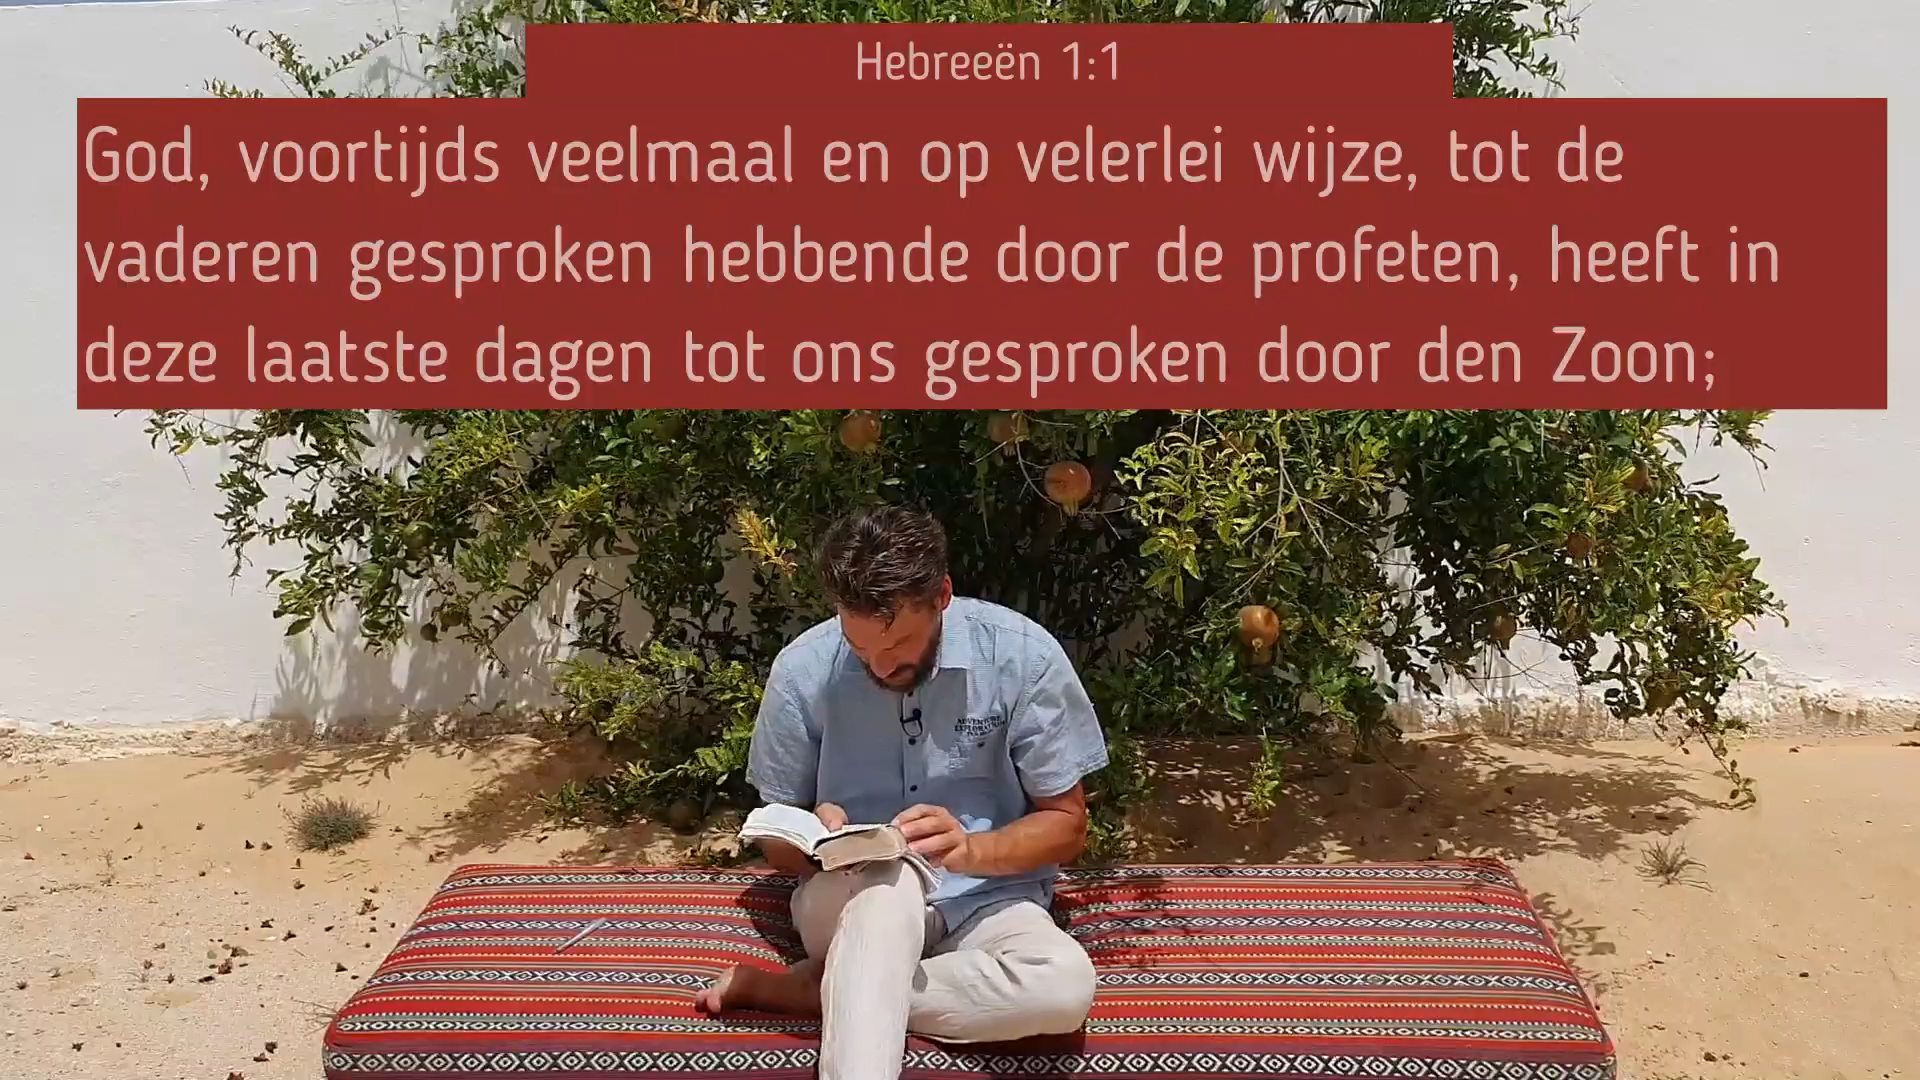 Hebreeën 1:1
God, voortijds veelmaal en op velerlei wijze, tot de
vaderen gesproken hebbende door de profeten, heeft in
deze laatste dagen tot ons gesproken door den Zoon;
ADVENTURE